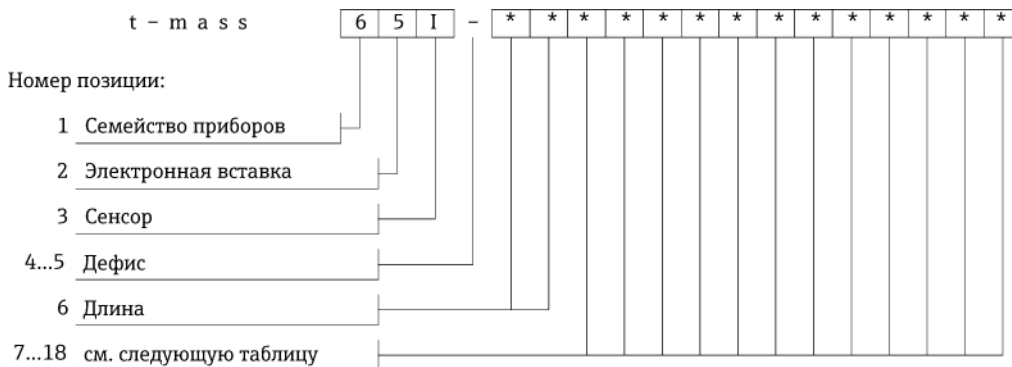 t - m a s s 6 5 I - * * * * * * * * * * * * * *
Номер позиции:
1 Семейство приборов
2 Электронная вставка
3 Сенсор
4...5 Дефис
6 Длина
7...18 см. следующую таблицу